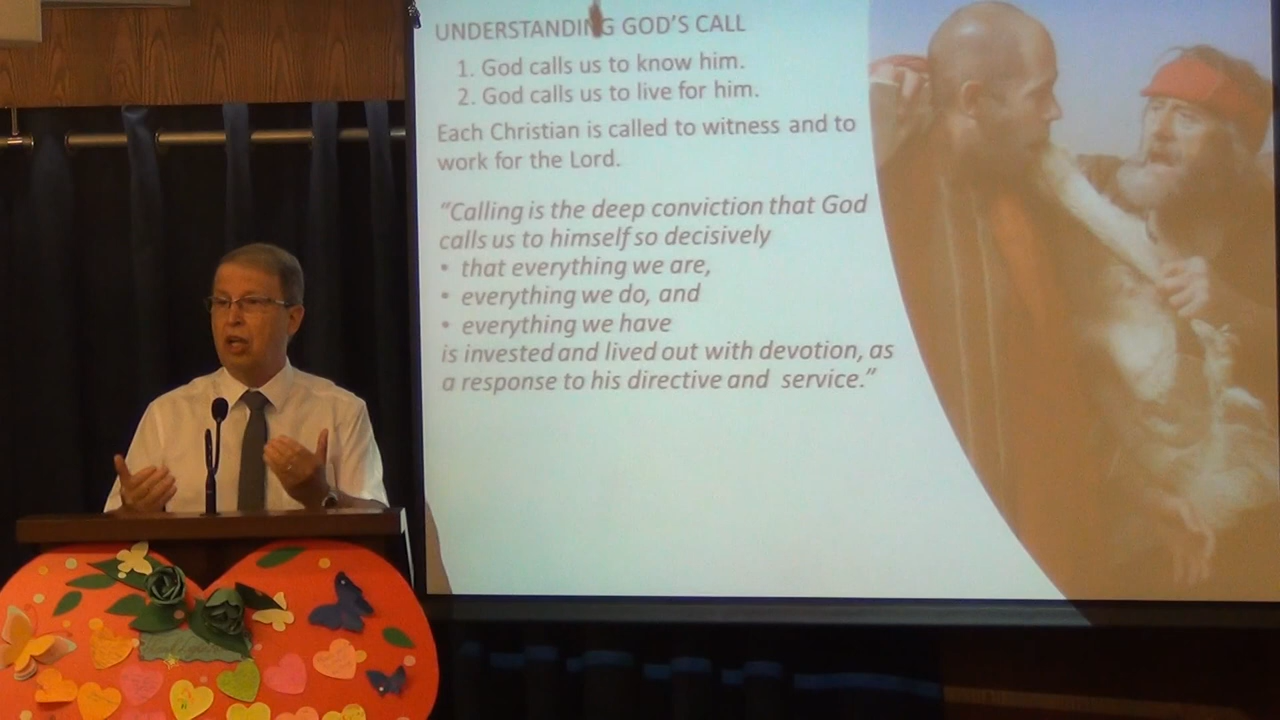 UNDERSTANDING GOD'S CALL
1. God calls us to know him.
2. God calls us to live for him.
Each Christian is called to witness and to
work for the Lord.
"Calling is the deep conviction that God
calls us to himself so decisively
• that everything we are,
• everything we do, and
• everything we have
is invested and lived out with devotion, as
a response to his directive and service."